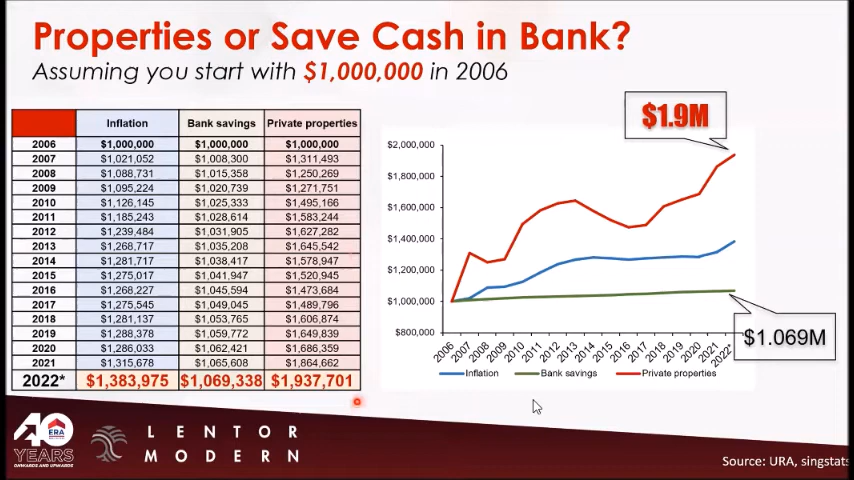 Properties or Save Cash in Bank?
Assuming you start with $1,000,000 in 2006
Inflation Bank savings Private properties
2006 $1,000,000 $1,000,000 $1,000,000
2007 $1,021,052 $1,008,300 $1,311,493
2008 $1,088,731 $1,015,358 $1,250,269
2009 $1,095,224 $1,020,739 $1,271,751
2010 $1,126,145 $1,025,333 $1,495,166
2011 $1,185,243 $1,028,614 $1,583,244
2012 $1,239,484 $1,031,905 $1,627,282
2013 $1,268,717 $1,035,208 $1,645,542
2014 $1,281,717 $1,038,417 $1,578,947
2015 $1,275,017 $1,041,947 $1,520,945
2016 $1,268,227 $1,045,594 $1,473,684
2017 $1,275,545 $1,049,045 $1,489,796
2018 $1,281,137 $1,053,765 $1,606,874
2019 $1,288,378 $1,059,772 $1,649,839
2020 $1,286,033 $1,062,421 $1,686,359
2021 $1,315,678 $1,065,608 $1,864,662
2022* $1,383,975 $1,069,338 $1,937,701
$1.9M
$2,000,000
$1,800,000
$1,600,000
$1,400,000
$1,200,000
$1,000,000
$800,000
$1.069M
2006 2007 2008 2009 2010 2011 2012 2013 2014 2015 2016 2017 2018 2019 2020 2021 2022*
Inflation Bank savings Private properties
40
ERA
YEARS
ONWARDS AND UPWARDS
LENTOR
MODERN
Source: URA, singstats